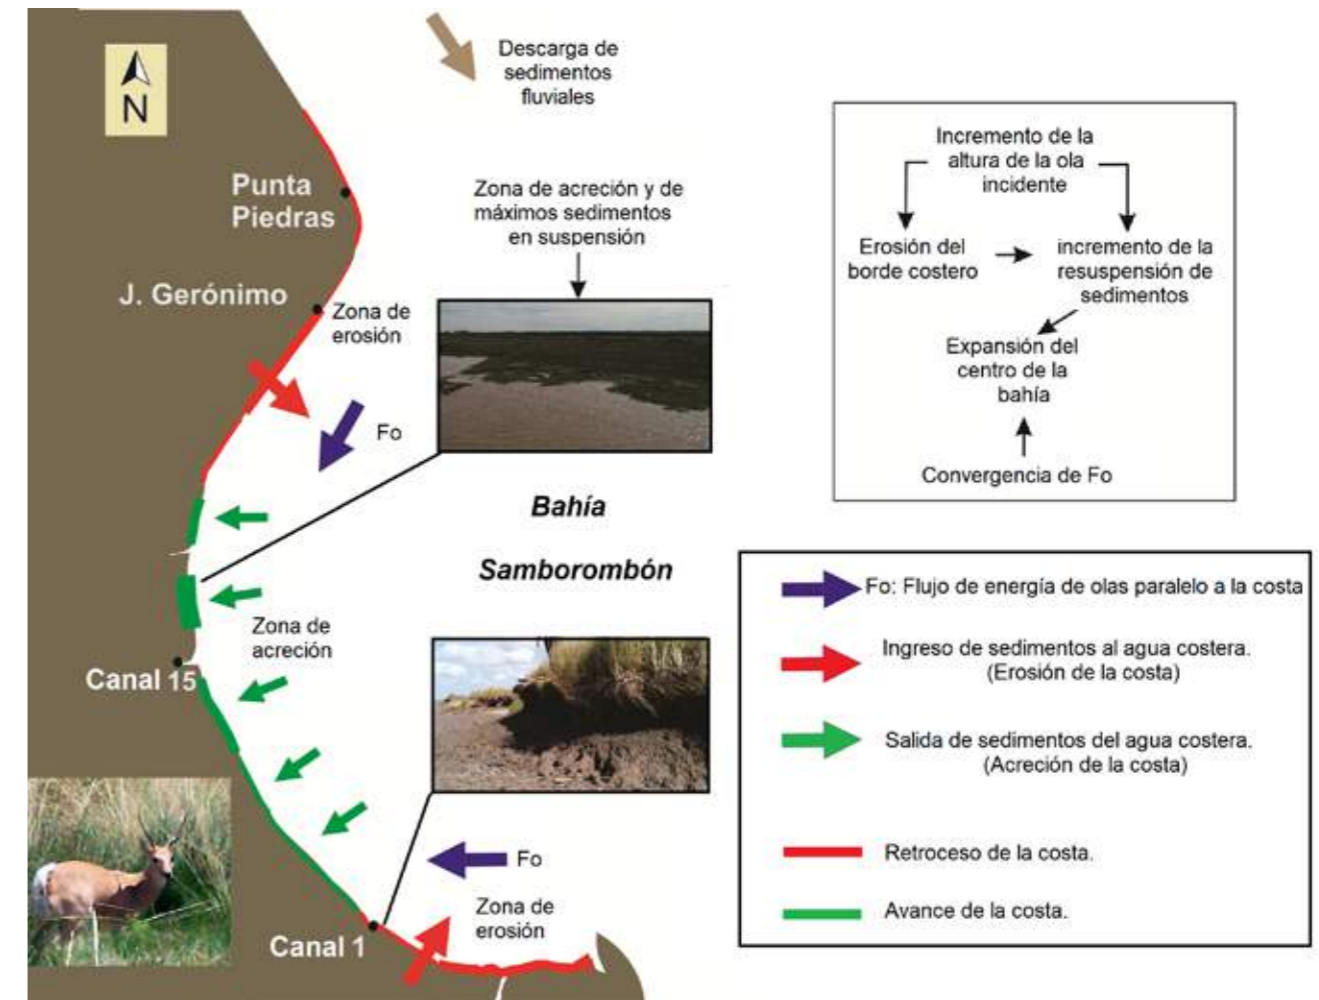 N
Descarga de
sedimentos
fluviales
Punta
Piedras
Zona de acreción y de
máximos sedimentos
en suspensión
J. Gerónimo
Zona de
erosión
Fo
Bahía
Samborombón
Zona de
acreción
Canal 15
Fo
Zona de
erosión
Canal 1
Incremento de la
altura de la ola
incidente
Erosión del
borde costero
incremento de la
resuspensión de
sedimentos
Expansión del
centro de la
bahía
Convergencia de Fo
Fo: Flujo de energía de olas paralelo a la costa
Ingreso de sedimentos al agua costera.
(Erosión de la costa)
Salida de sedimentos del agua costera.
(Acreción de la costa)
Retroceso de la costa.
Avance de la costa.